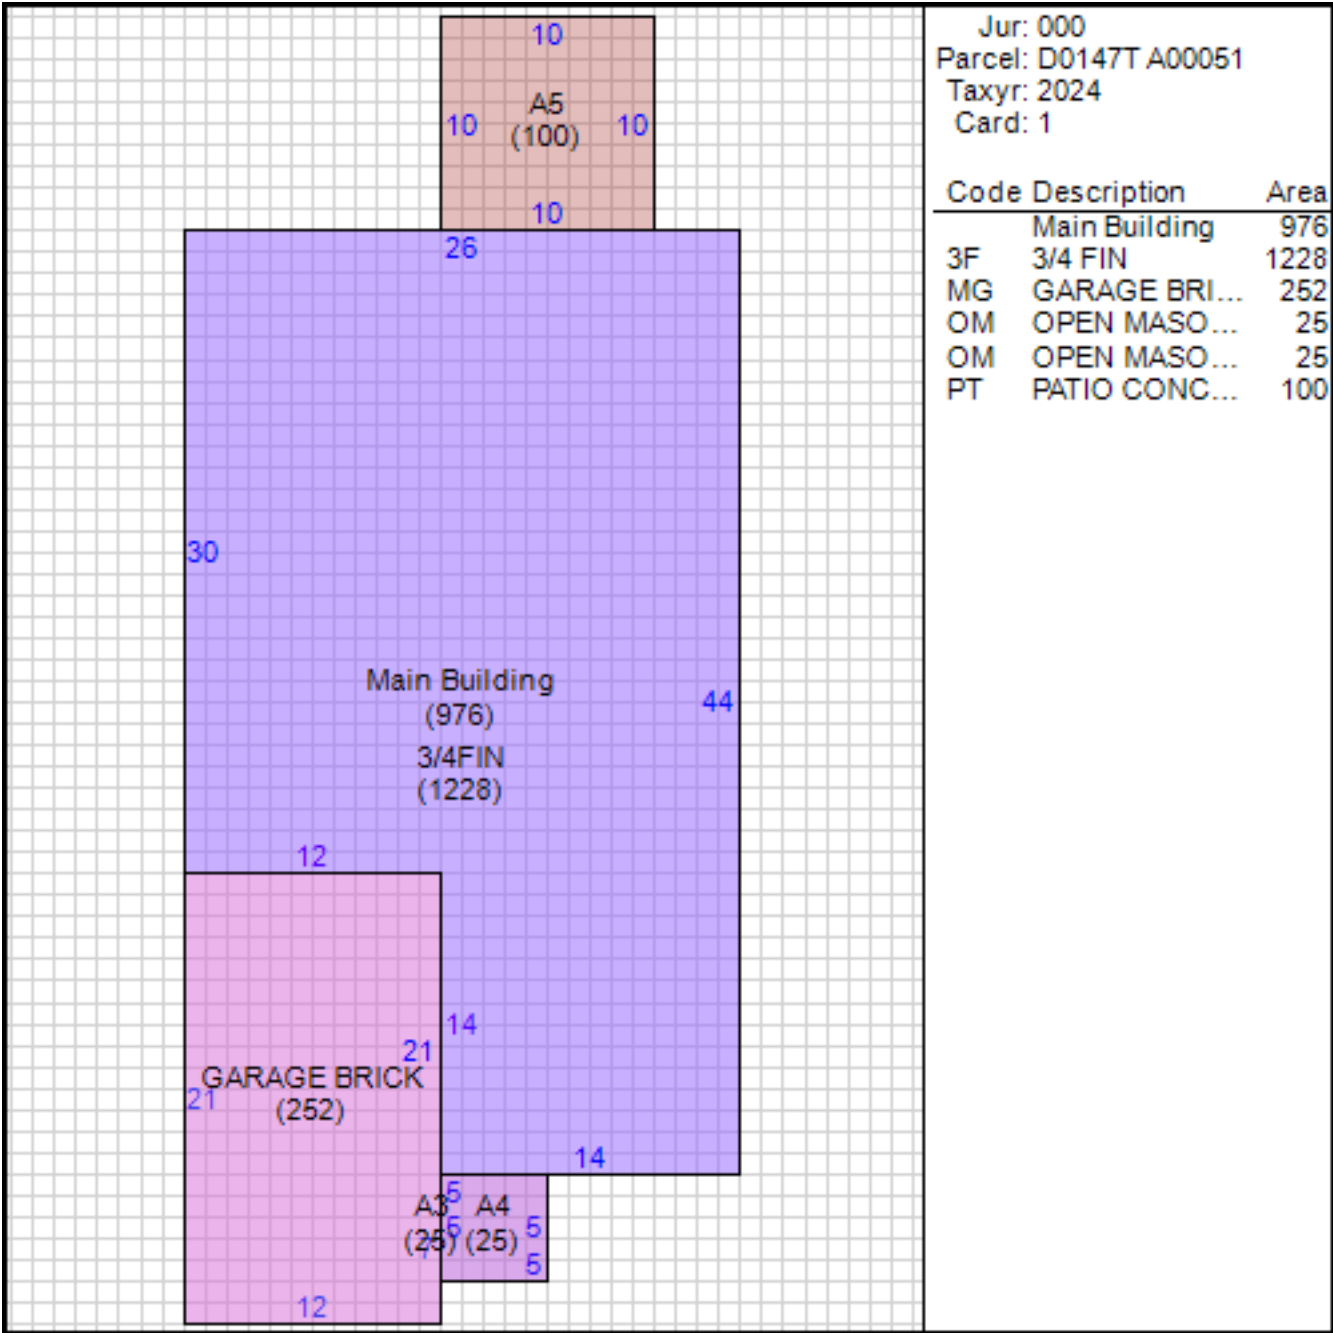 10
A5
10
10
(100)
10
26
30
Main Building
(976)
44
3/4FIN
(1228)
12
14
21
GARAGE BRICK
21
(252)
14
5
A3
A4
5
5
(25)
(25)
5
12
Jur: 000
Parcel: D0147T A00051
Taxyr: 2024
Card: 1
Code Description Area
Main Building 976
3F 3/4 FIN 1228
MG GARAGE BRI... 252
OM OPEN MASO... 25
OM OPEN MASO... 25
PT PATIO CONC... 100